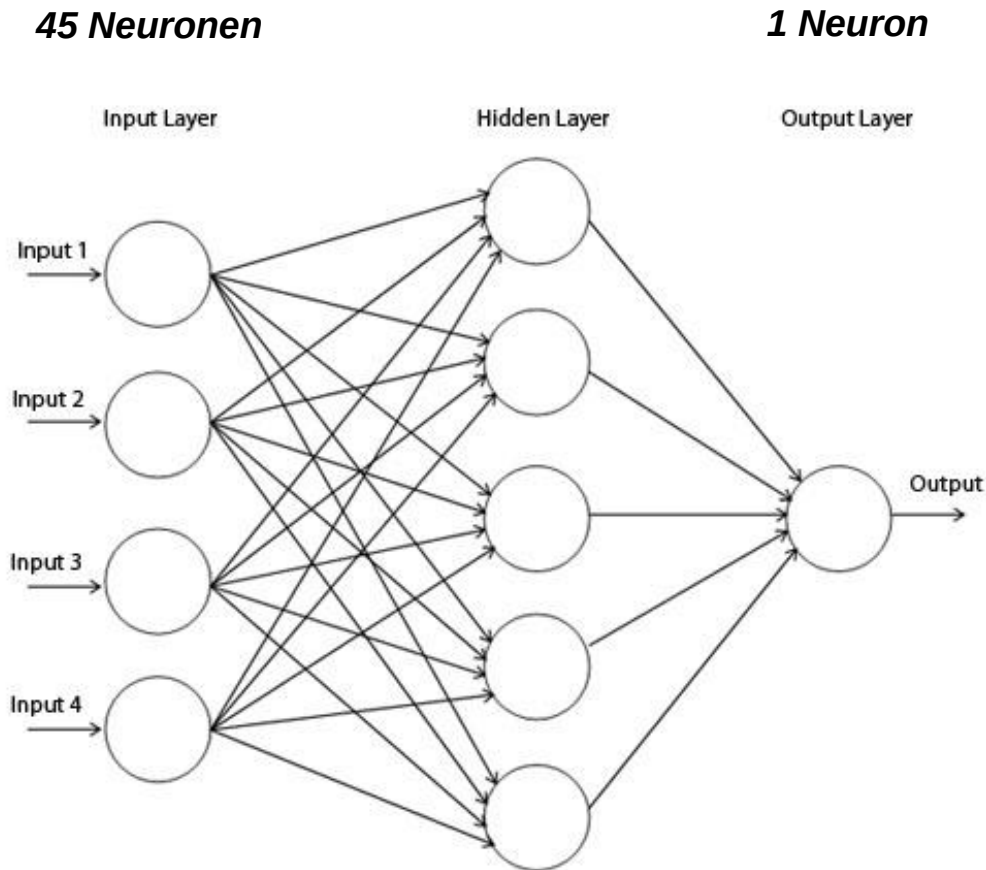 45 Neuronen
1 Neuron
Input Layer
Hidden Layer
Output Layer
Input 1
Input 2
Input 3
Input 4
Output